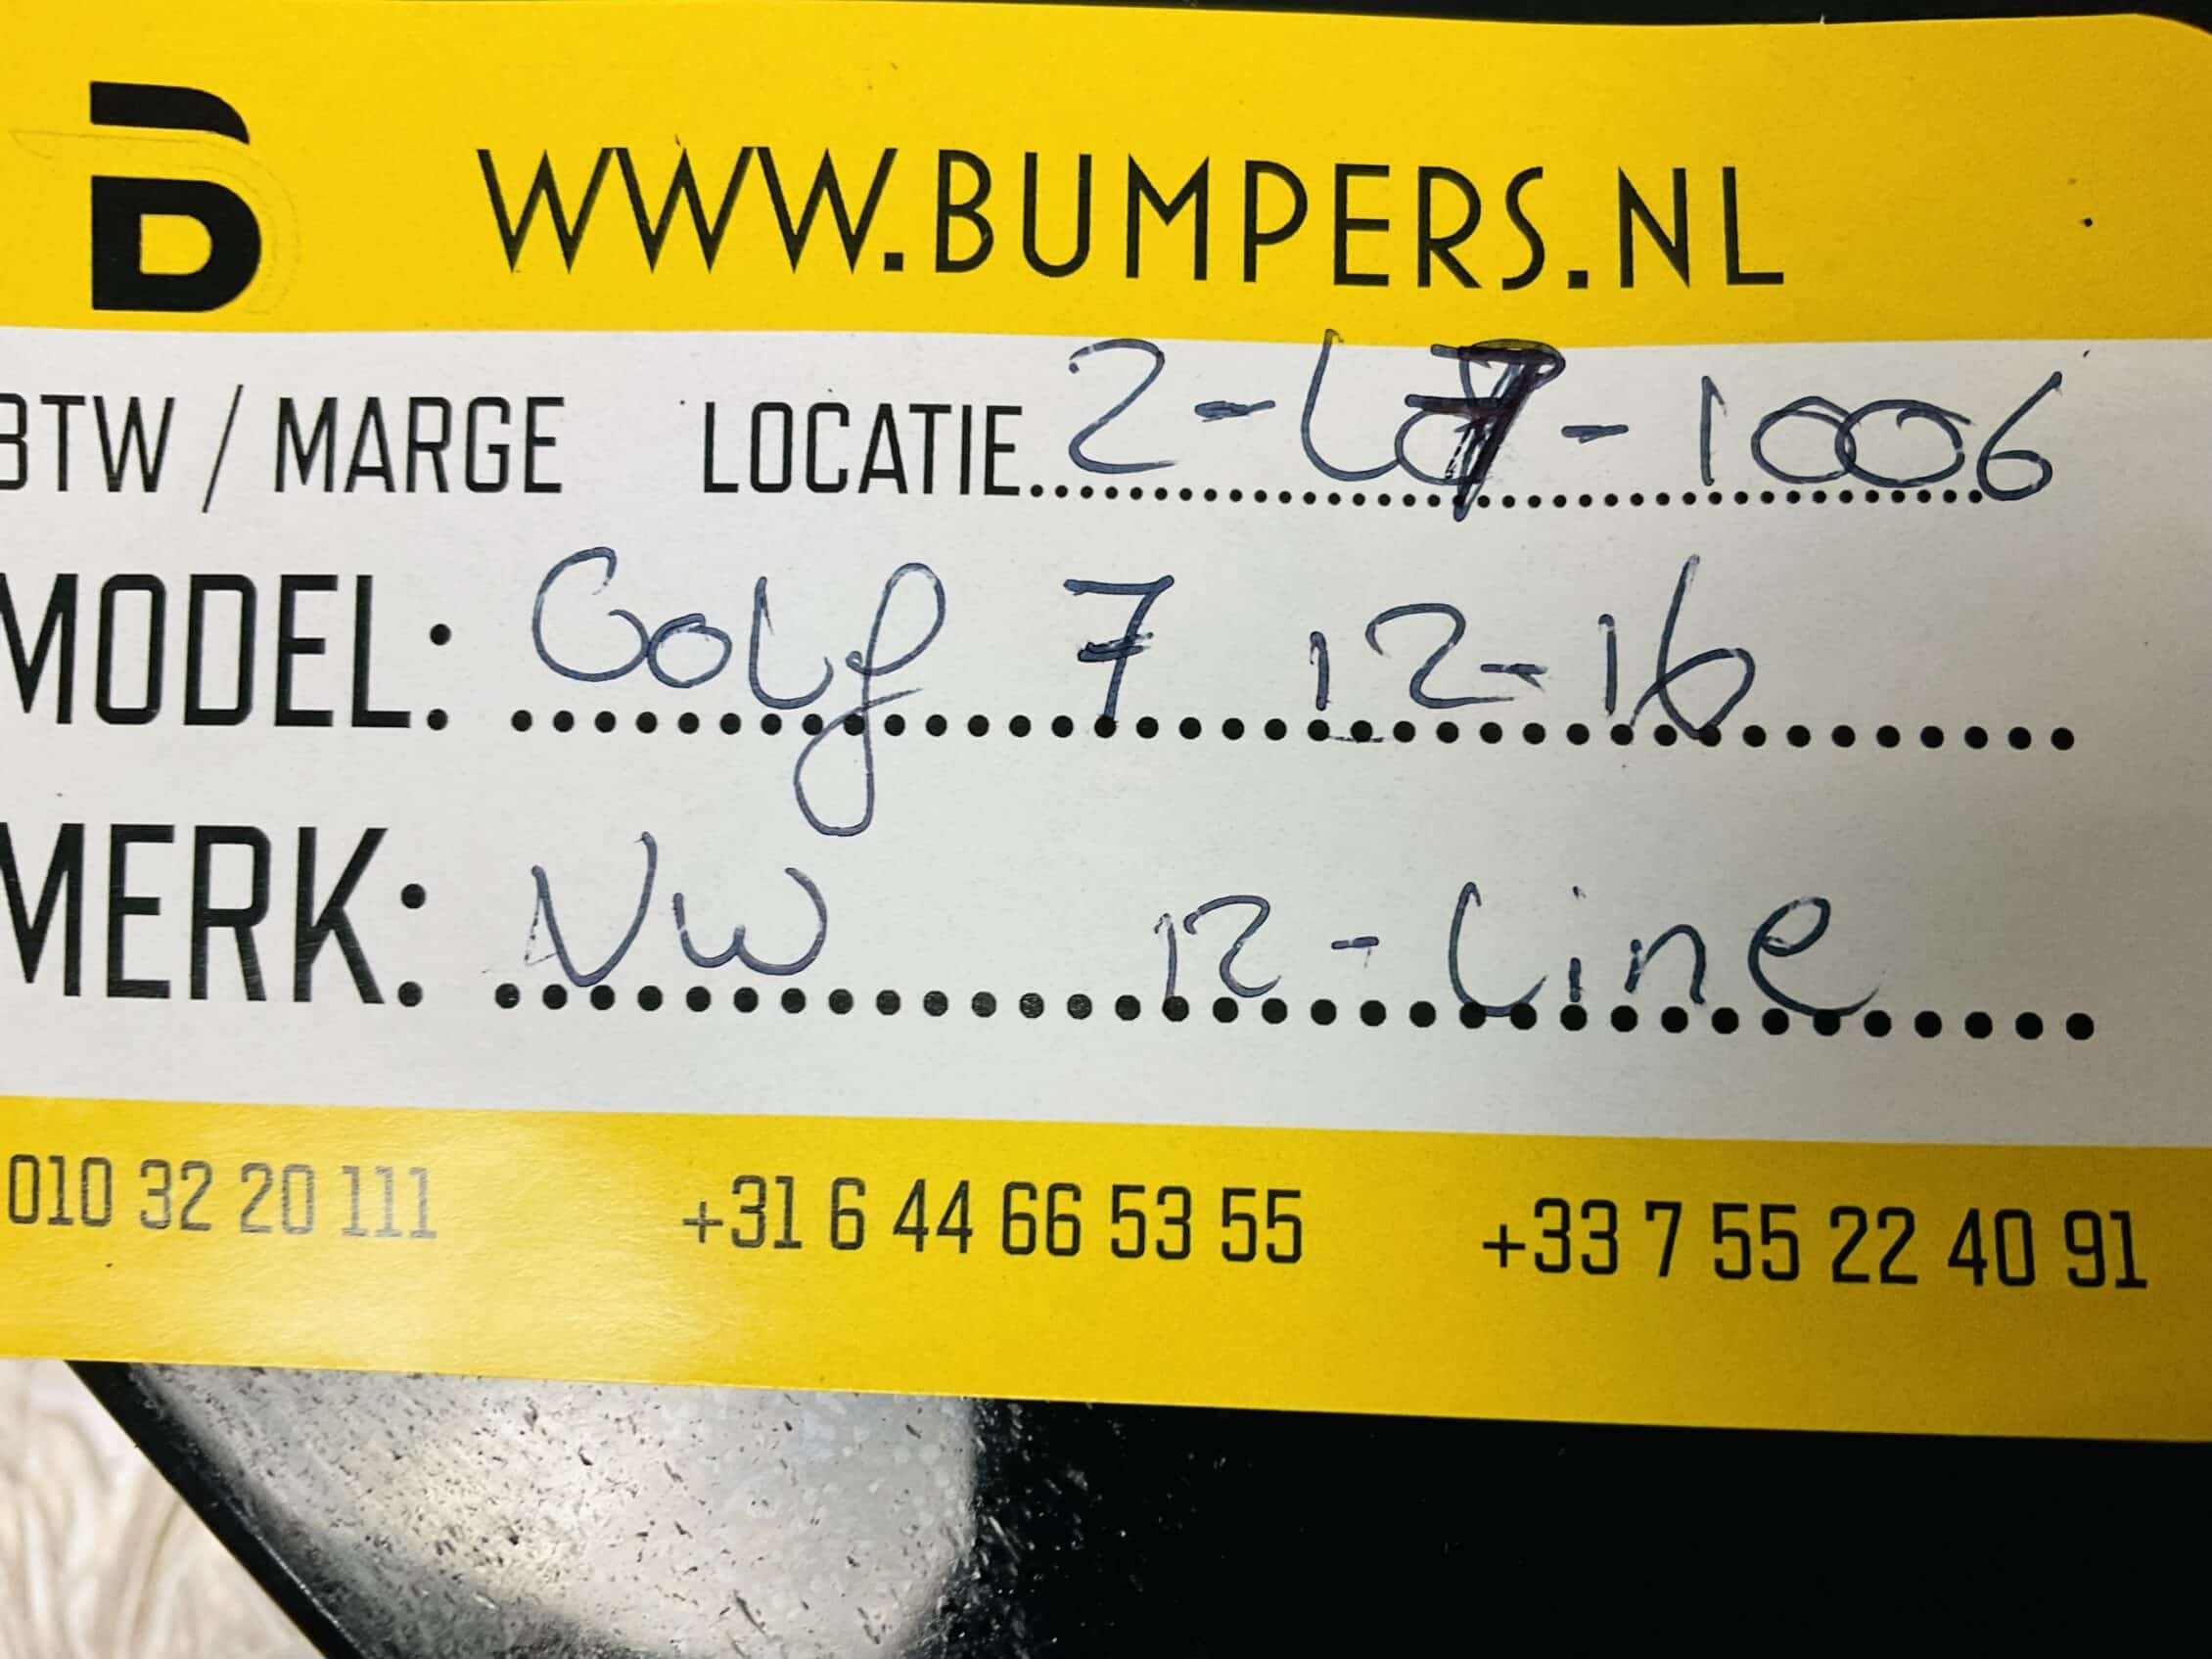 B WWW.BUMPERS.NL
BTW / MARGE LOCATIE 2-L07-1006
MODEL: Golf 7 12-16
MERK: VW R-Line
010 32 20 111 +31 6 44 66 53 55 +33 7 55 22 40 91